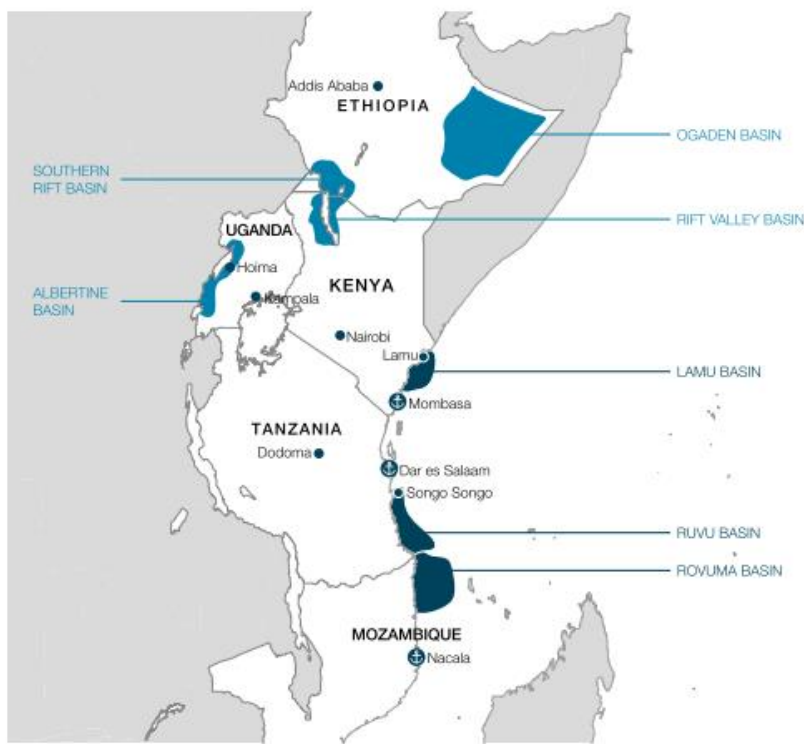 Addis Ababa
ETHIOPIA
OGADEN BASIN
SOUTHERN
RIFT BASIN
RIFT VALLEY BASIN
UGANDA
Hoima
KENYA
ALBERTINE
BASIN
Kampala
Nairobi
Lamu
LAMU BASIN
Mombasa
TANZANIA
Dodoma
Dar es Salaam
Songo Songo
RUVU BASIN
ROVUMA BASIN
MOZAMBIQUE
Nacala